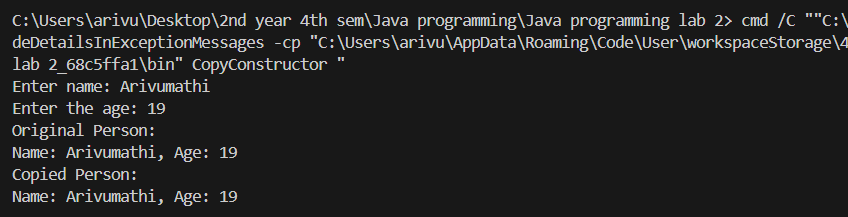 C:\Users\arivu\Desktop\2nd year 4th sem\Java programming\Java programming lab 2> cmd /C ""C:\
deDetailsInExceptionMessages -cp "C:\Users\arivu\AppData\Roaming\Code\User\workspaceStorage\4
lab 2_68c5ffa1\bin" CopyConstructor "
Enter name: Arivumathi
Enter the age: 19
Original Person:
Name: Arivumathi, Age: 19
Copied Person:
Name: Arivumathi, Age: 19